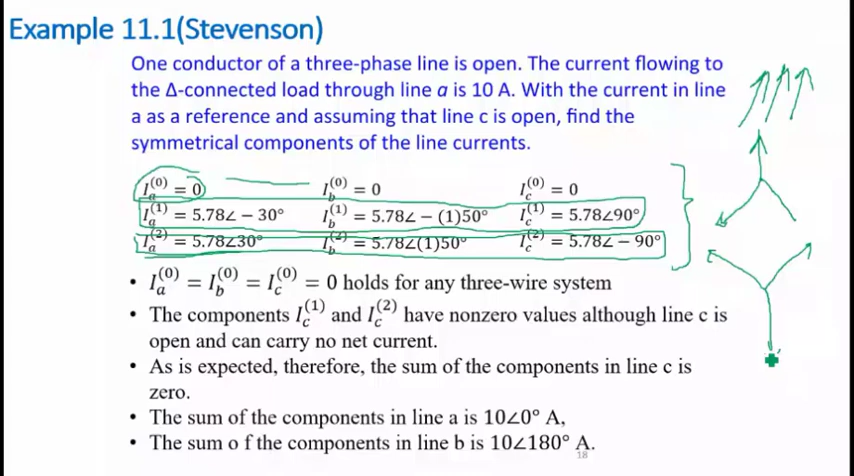 Example 11.1(Stevenson)
One conductor of a three-phase line is open. The current flowing to
the Δ-connected load through line a is 10 A. With the current in line
a as a reference and assuming that line c is open, find the
symmetrical components of the line currents.
I_a^(0) = 0 I_b^(0) = 0 I_c^(0) = 0
I_a^(1) = 5.78∠ − 30° I_b^(1) = 5.78∠ − (1)50° I_c^(1) = 5.78∠90°
I_a^(2) = 5.78∠30° I_b^(2) = 5.78∠(1)50° I_c^(2) = 5.78∠ − 90°
• I_a^(0) = I_b^(0) = I_c^(0) = 0 holds for any three-wire system
• The components I_c^(1) and I_c^(2) have nonzero values although line c is
open and can carry no net current.
• As is expected, therefore, the sum of the components in line c is
zero.
• The sum of the components in line a is 10∠0° A,
• The sum o f the components in line b is 10∠180° A.
18